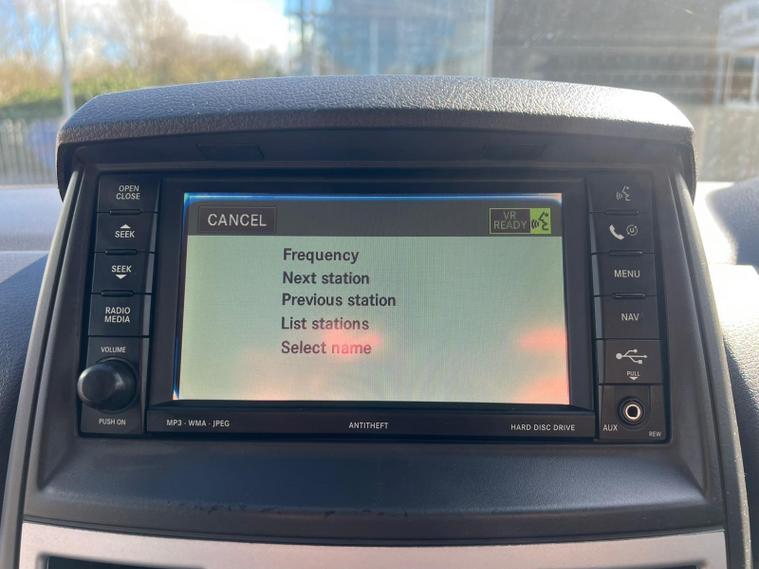 OPEN
CLOSE
SEEK
SEEK
RADIO
MEDIA
VOLUME
PUSH ON
CANCEL
VR
READY
Frequency
Next station
Previous station
List stations
Select name
MENU
NAV
PULL
AUX
REW
MP3 · WMA · JPEG
ANTITHEFT
HARD DISC DRIVE